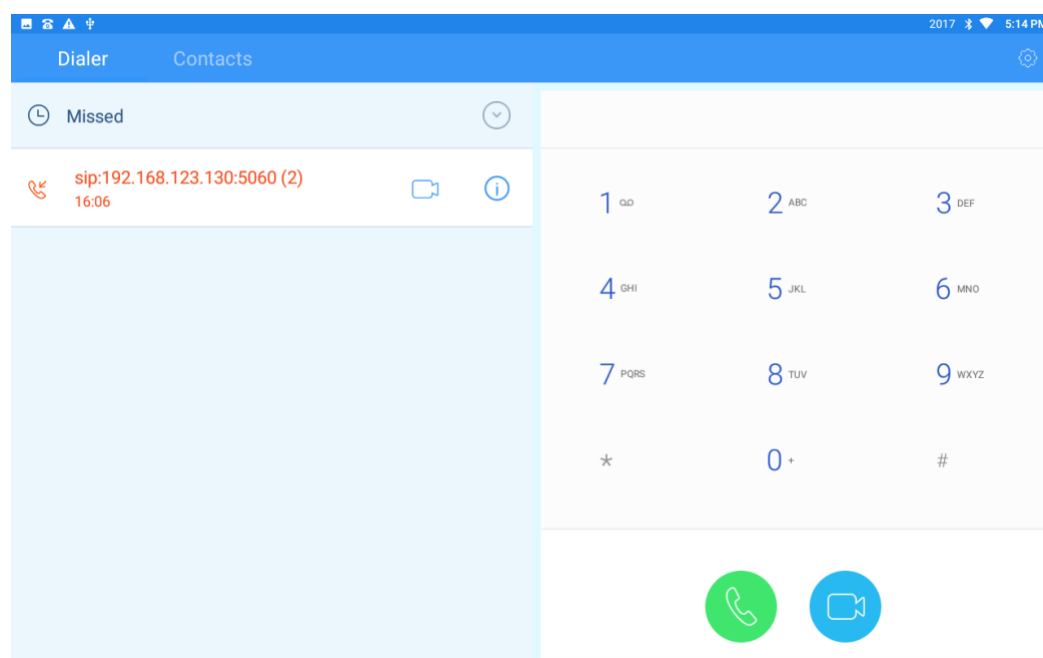 2017 5:14 PM
Dialer Contacts
Missed
sip:192.168.123.130:5060 (2)
16:06
1 2 ABC 3 DEF
4 GHI 5 JKL 6 MNO
7 PQRS 8 TUV 9 WXYZ
* 0 + #